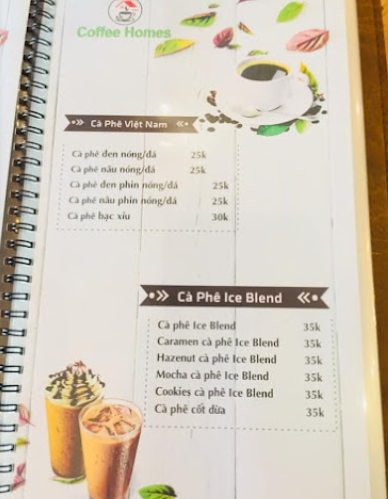 Coffee Homes
Cà Phê Việt Nam
Cà phê đen nóng/đá 25k
Cà phê nâu nóng/đá 25k
Cà phê đen phin nóng/đá 25k
Cà phê nâu phin nóng/đá 25k
Cà phê bạc xíu 30k
Cà Phê Ice Blend
Cà phê Ice Blend 35k
Caramen cà phê Ice Blend 35k
Hazenut cà phê Ice Blend 35k
Mocha cà phê Ice Blend 35k
Cookies cà phê Ice Blend 35k
Cà phê cốt dừa 35k